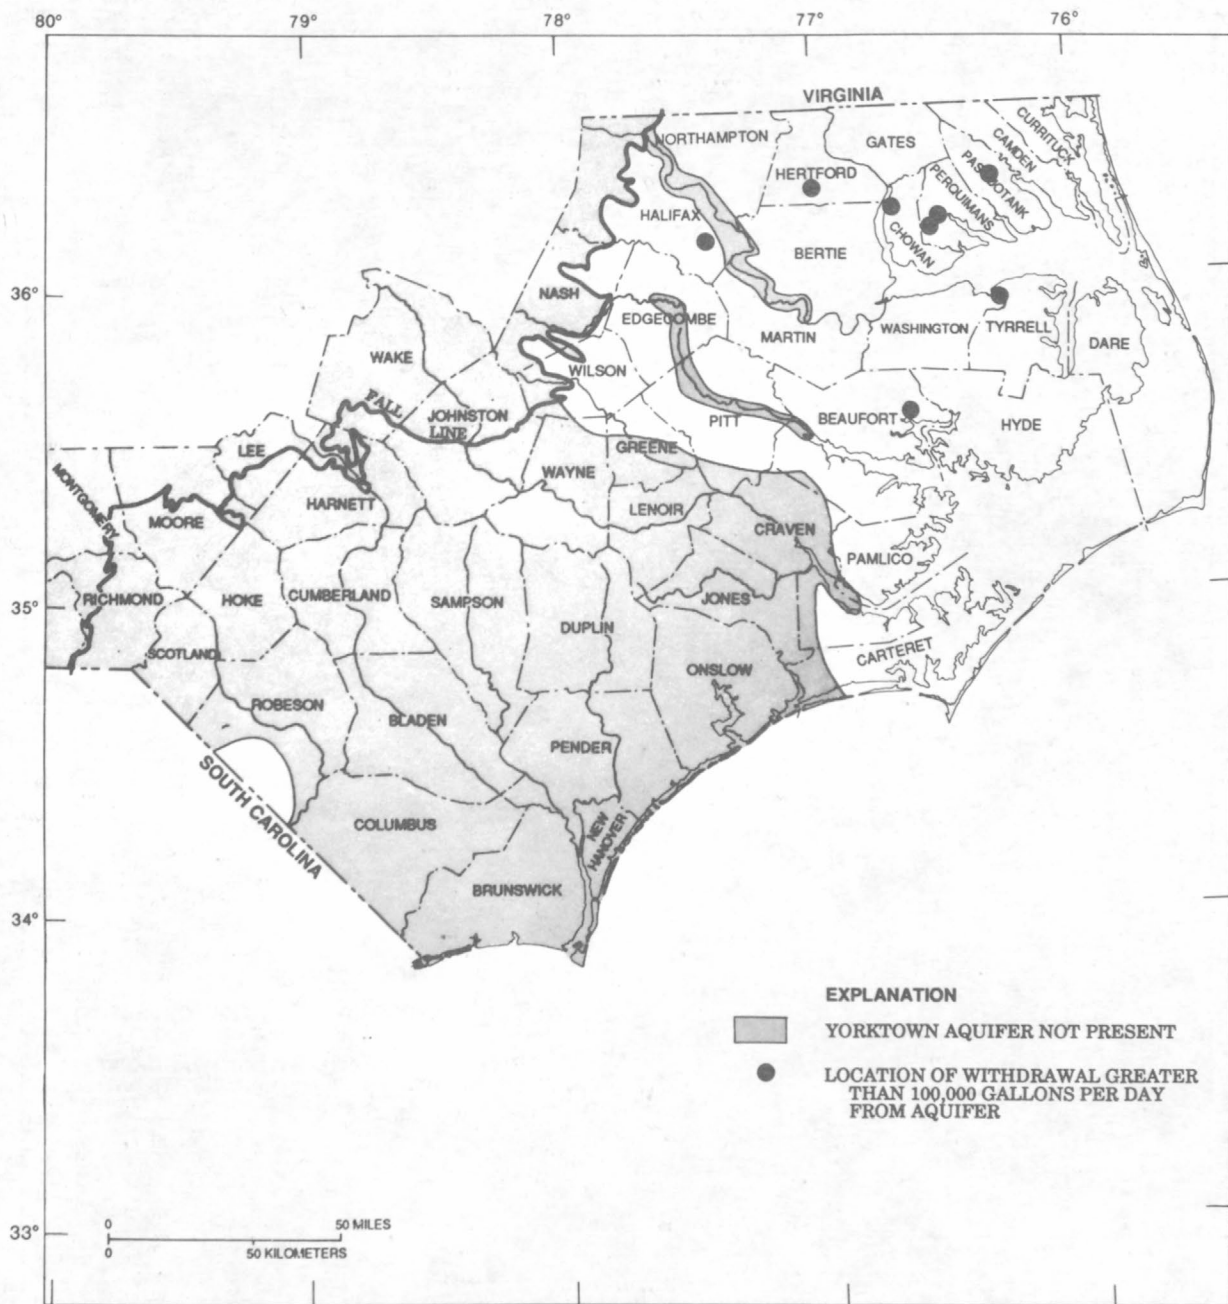 80°
79°
78°
77°
76°
VIRGINIA
NORTHAMPTON
GATES
CURRITUCK
CAMDEN
PASQUOTANK
PERQUIMANS
HERTFORD
HALIFAX
CHOWAN
BERTIE
36°
NASH
EDGECOMBE
MARTIN
WASHINGTON
TYRRELL
DARE
WAKE
WILSON
FALL
LINE
JOHNSTON
PITT
BEAUFORT
HYDE
LEE
GREENE
WAYNE
MONTGOMERY
MOORE
HARNETT
LENOIR
CRAVEN
PAMLICO
35°
RICHMOND
HOKE
CUMBERLAND
SAMPSON
JONES
DUPLIN
SCOTLAND
CARTERET
ONSLOW
ROBESON
BLADEN
PENDER
SOUTH CAROLINA
COLUMBUS
NEW
HANOVER
BRUNSWICK
34°
EXPLANATION
YORKTOWN AQUIFER NOT PRESENT
LOCATION OF WITHDRAWAL GREATER
THAN 100,000 GALLONS PER DAY
FROM AQUIFER
33°
0
50 MILES
0
50 KILOMETERS